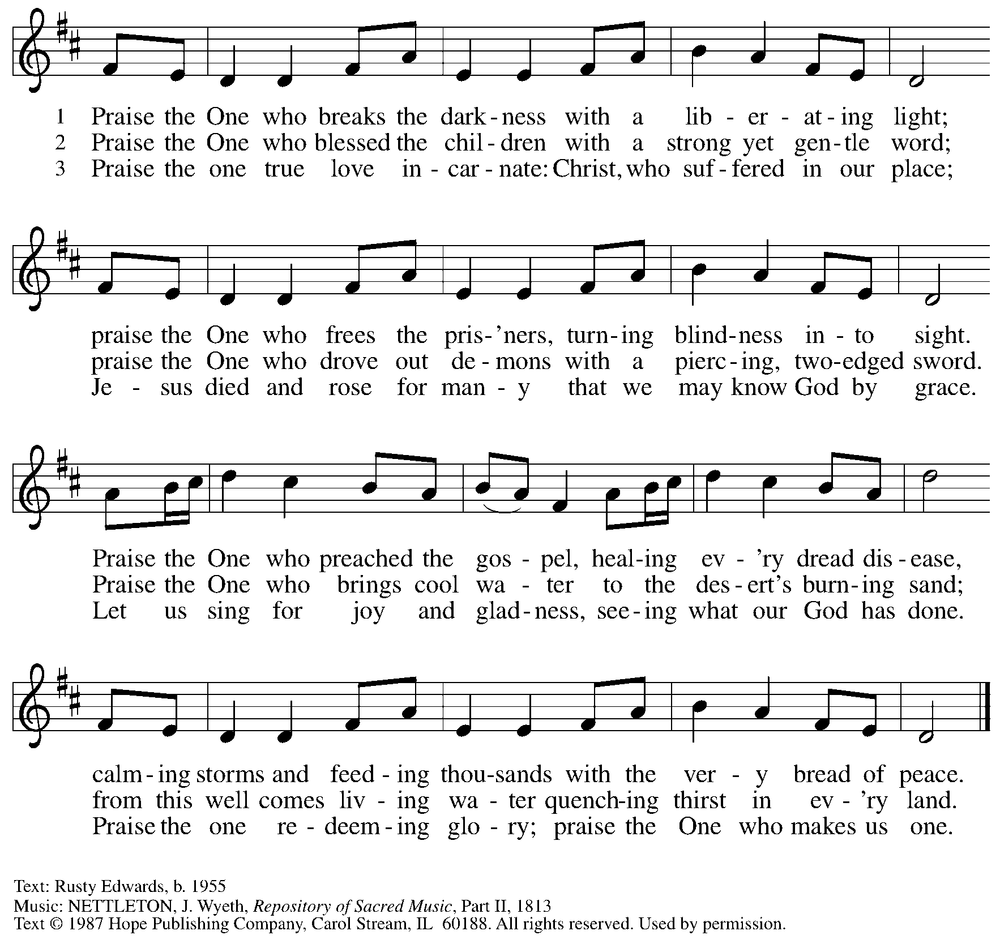 1 Praise the One who breaks the dark - ness with a lib - er - at - ing light;
2 Praise the One who blessed the chil - dren with a strong yet gen - tle word;
3 Praise the one true love in - car - nate: Christ, who suf - fered in our place;
praise the One who frees the pris - ’ners, turn - ing blind - ness in - to sight.
praise the One who drove out de - mons with a pierc - ing, two - edged sword.
Je - sus died and rose for man - y that we may know God by grace.
Praise the One who preached the gos - pel, heal - ing ev - ’ry dread dis - ease,
Praise the One who brings cool wa - ter to the des - ert’s burn - ing sand;
Let us sing for joy and glad - ness, see - ing what our God has done.
calm - ing storms and feed - ing thou - sands with the ver - y bread of peace.
from this well comes liv - ing wa - ter quench - ing thirst in ev - ’ry land.
Praise the one re - deem - ing glo - ry; praise the One who makes us one.
Text: Rusty Edwards, b. 1955
Music: NETTLETON, J. Wyeth, Repository of Sacred Music, Part II, 1813
Text © 1987 Hope Publishing Company, Carol Stream, IL 60188. All rights reserved. Used by permission.